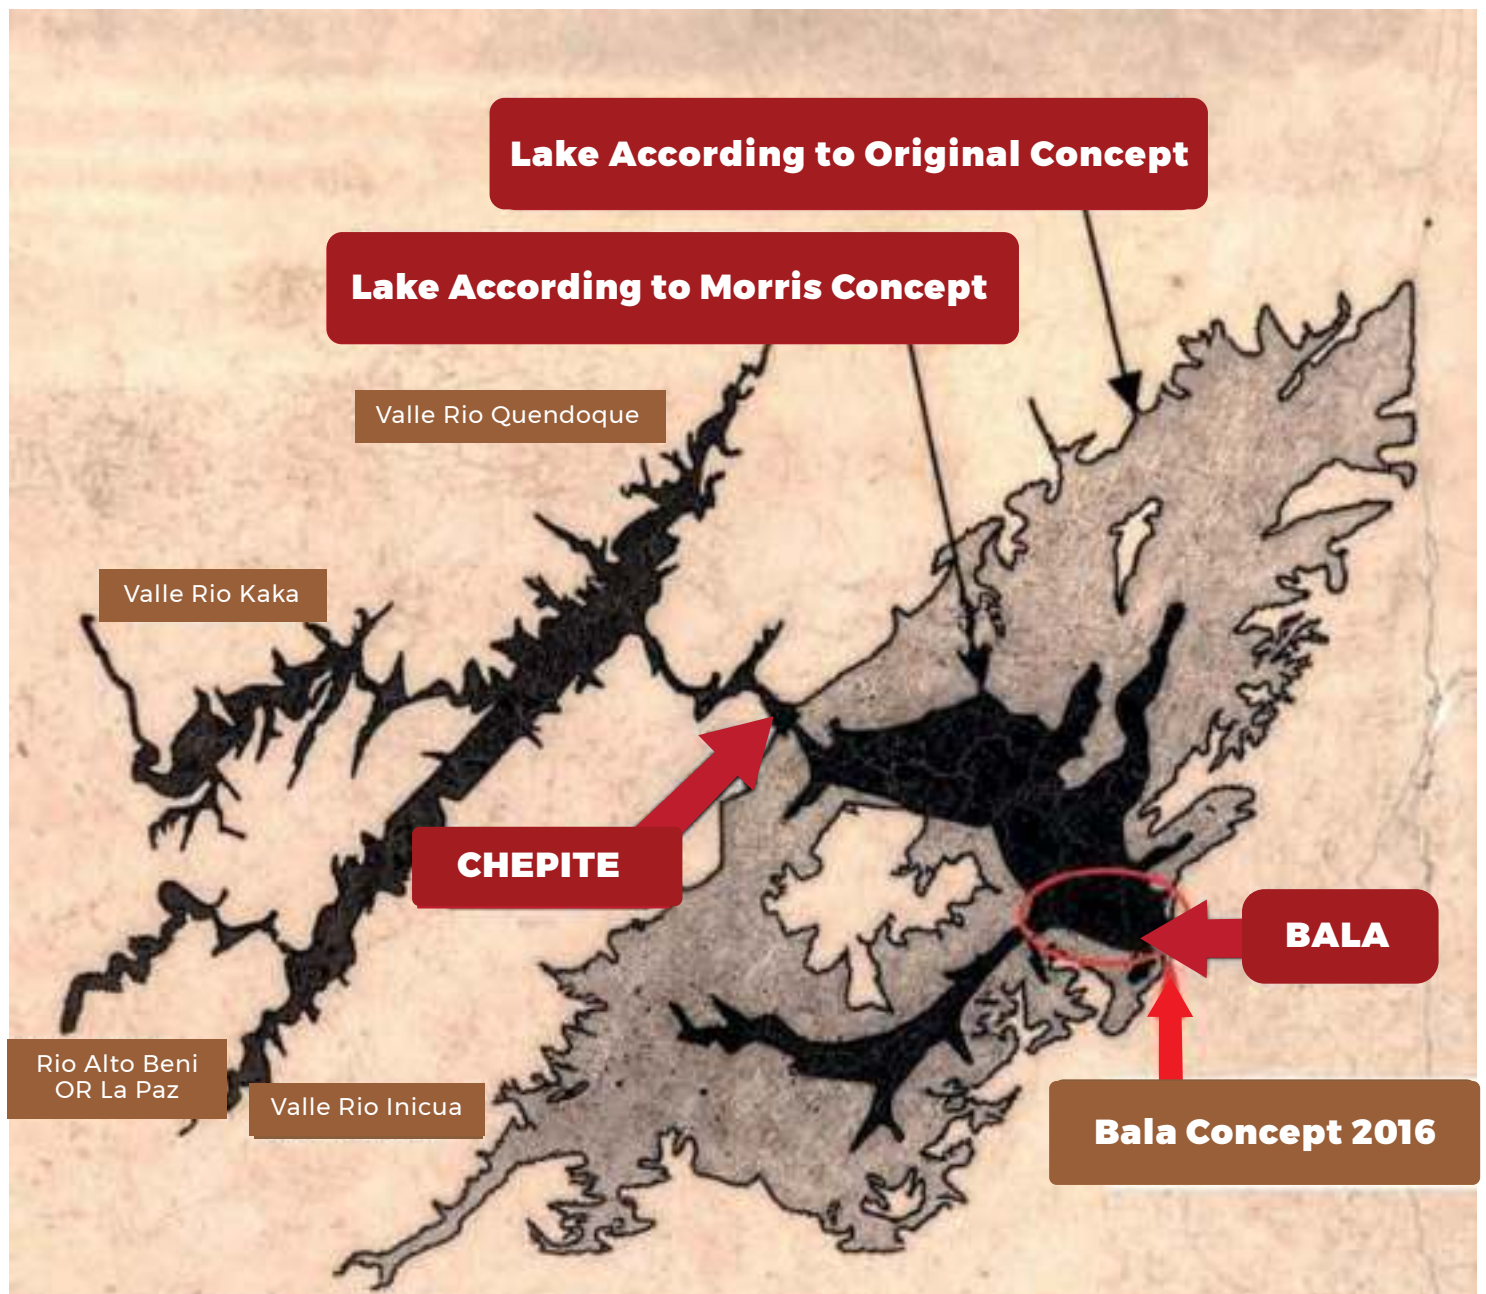 Lake According to Original Concept
Lake According to Morris Concept
Valle Rio Quendoque
Valle Rio Kaka
CHEPITE
BALA
Rio Alto Beni
OR La Paz
Valle Rio Inicua
Bala Concept 2016